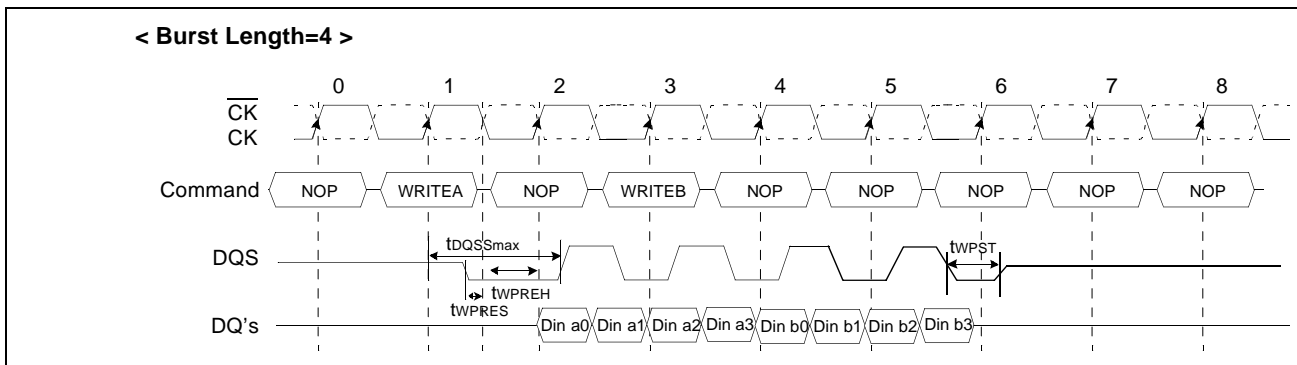 < Burst Length=4 >
0 1 2 3 4 5 6 7 8
CK
CK
Command NOP WRITEA NOP WRITEB NOP NOP NOP NOP NOP
tDQSSmax tWPST
DQS
tWPREH
tWPRES
DQ's Din a0 Din a1 Din a2 Din a3 Din b0 Din b1 Din b2 Din b3